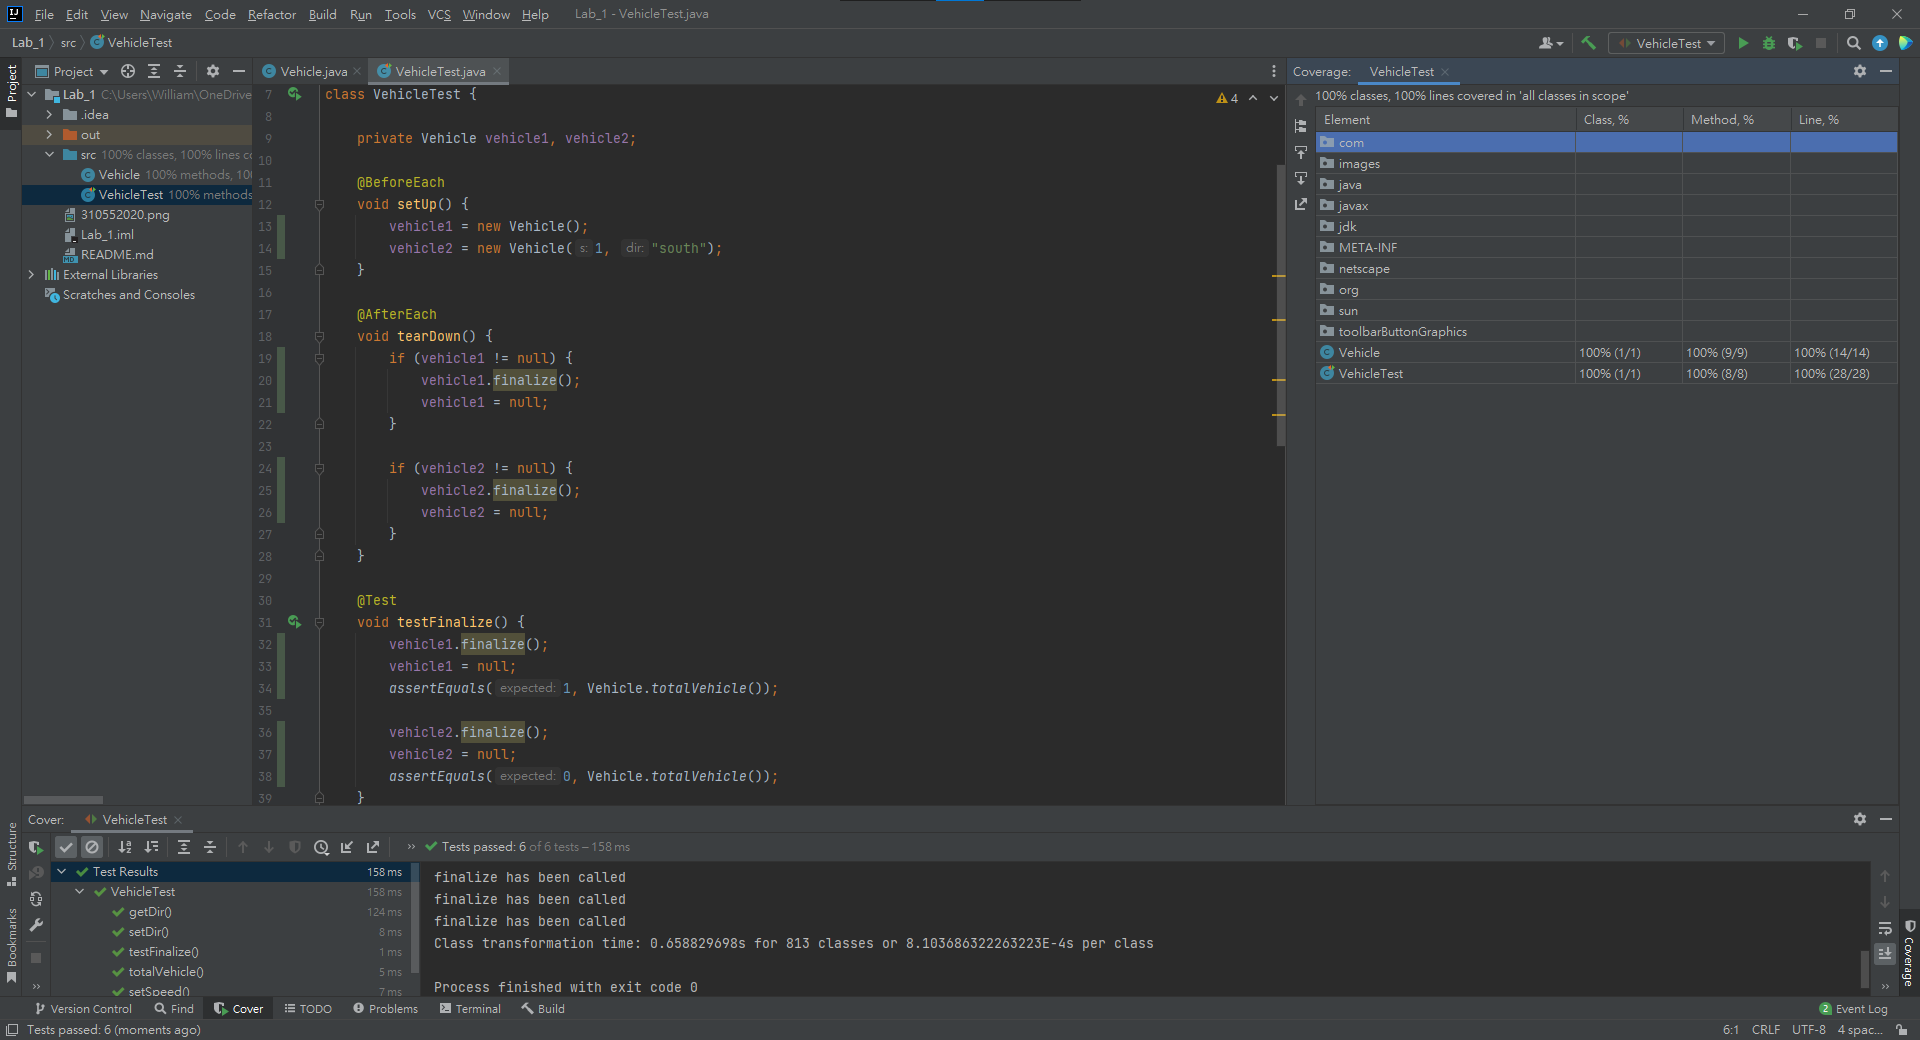 File Edit View Navigate Code Refactor Build Run Tools VCS Window Help Lab_1 - VehicleTest.java
Lab_1 src VehicleTest
VehicleTest
Project
Project
Lab_1 C:\Users\William\OneDrive
.idea
out
src 100% classes, 100% lines co
Vehicle 100% methods, 100
VehicleTest 100% methods
310552020.png
Lab_1.iml
README.md
External Libraries
Scratches and Consoles
Vehicle.java
VehicleTest.java
4
7 class VehicleTest {
8
9 private Vehicle vehicle1, vehicle2;
10
11 @BeforeEach
12 void setUp() {
13 vehicle1 = new Vehicle();
14 vehicle2 = new Vehicle( s: 1, dir: "south");
15 }
16
17 @AfterEach
18 void tearDown() {
19 if (vehicle1 != null) {
20 vehicle1.finalize();
21 vehicle1 = null;
22 }
23
24 if (vehicle2 != null) {
25 vehicle2.finalize();
26 vehicle2 = null;
27 }
28 }
29
30 @Test
31 void testFinalize() {
32 vehicle1.finalize();
33 vehicle1 = null;
34 assertEquals( expected: 1, Vehicle.totalVehicle());
35
36 vehicle2.finalize();
37 vehicle2 = null;
38 assertEquals( expected: 0, Vehicle.totalVehicle());
39 }
Coverage: VehicleTest
100% classes, 100% lines covered in 'all classes in scope'
Element Class, % Method, % Line, %
com
images
java
javax
jdk
META-INF
netscape
org
sun
toolbarButtonGraphics
Vehicle 100% (1/1) 100% (9/9) 100% (14/14)
VehicleTest 100% (1/1) 100% (8/8) 100% (28/28)
Cover: VehicleTest
Tests passed: 6 of 6 tests – 158 ms
Test Results 158 ms
VehicleTest 158 ms
getDir() 124 ms
setDir() 8 ms
testFinalize() 1 ms
totalVehicle() 5 ms
setSpeed() 7 ms
finalize has been called
finalize has been called
finalize has been called
Class transformation time: 0.658829698s for 813 classes or 8.103686322263223E-4s per class
Process finished with exit code 0
Structure
Bookmarks
Coverage
Version Control Find Cover TODO Problems Terminal Build 2 Event Log
Tests passed: 6 (moments ago) 6:1 CRLF UTF-8 4 spac...